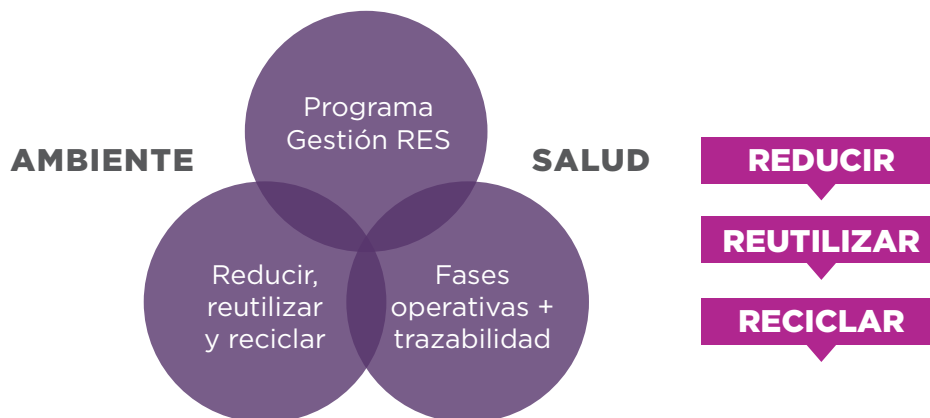 Programa
Gestión RES
AMBIENTE
SALUD
Reducir,
reutilizar
y reciclar
Fases
operativas +
trazabilidad
REDUCIR
REUTILIZAR
RECICLAR